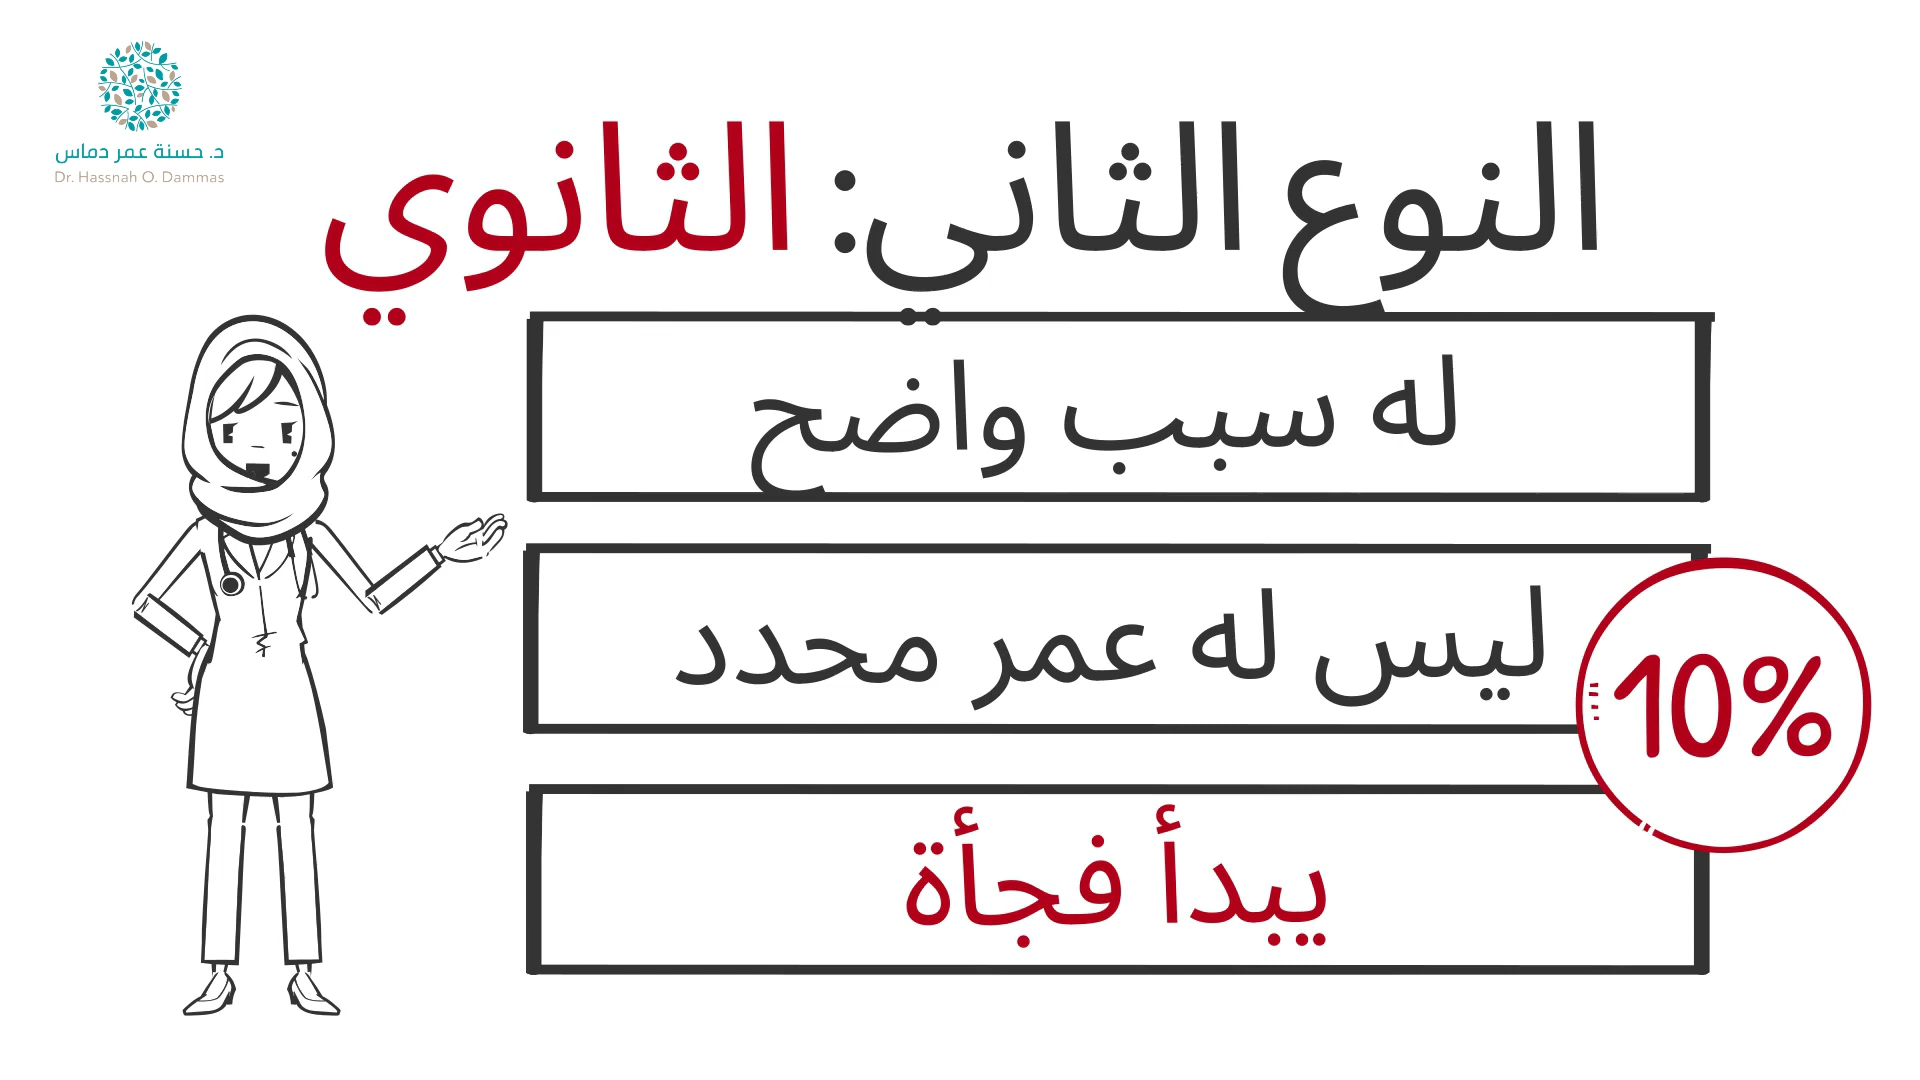 د. حسنة عمر دماس
Dr. Hassnah O. Dammas
النوع الثاني: الثانوي
له سبب واضح
ليس له عمر محدد
10%
يبدأ فجأة